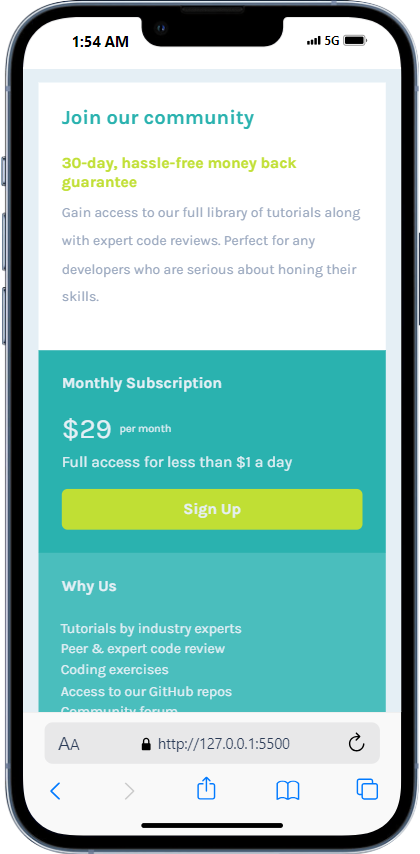 1:54 AM 5G
Join our community
30-day, hassle-free money back
guarantee
Gain access to our full library of tutorials along
with expert code reviews. Perfect for any
developers who are serious about honing their
skills.
Monthly Subscription
$29 per month
Full access for less than $1 a day
Sign Up
Why Us
Tutorials by industry experts
Peer & expert code review
Coding exercises
Access to our GitHub repos
Community forum
AA http://127.0.0.1:5500